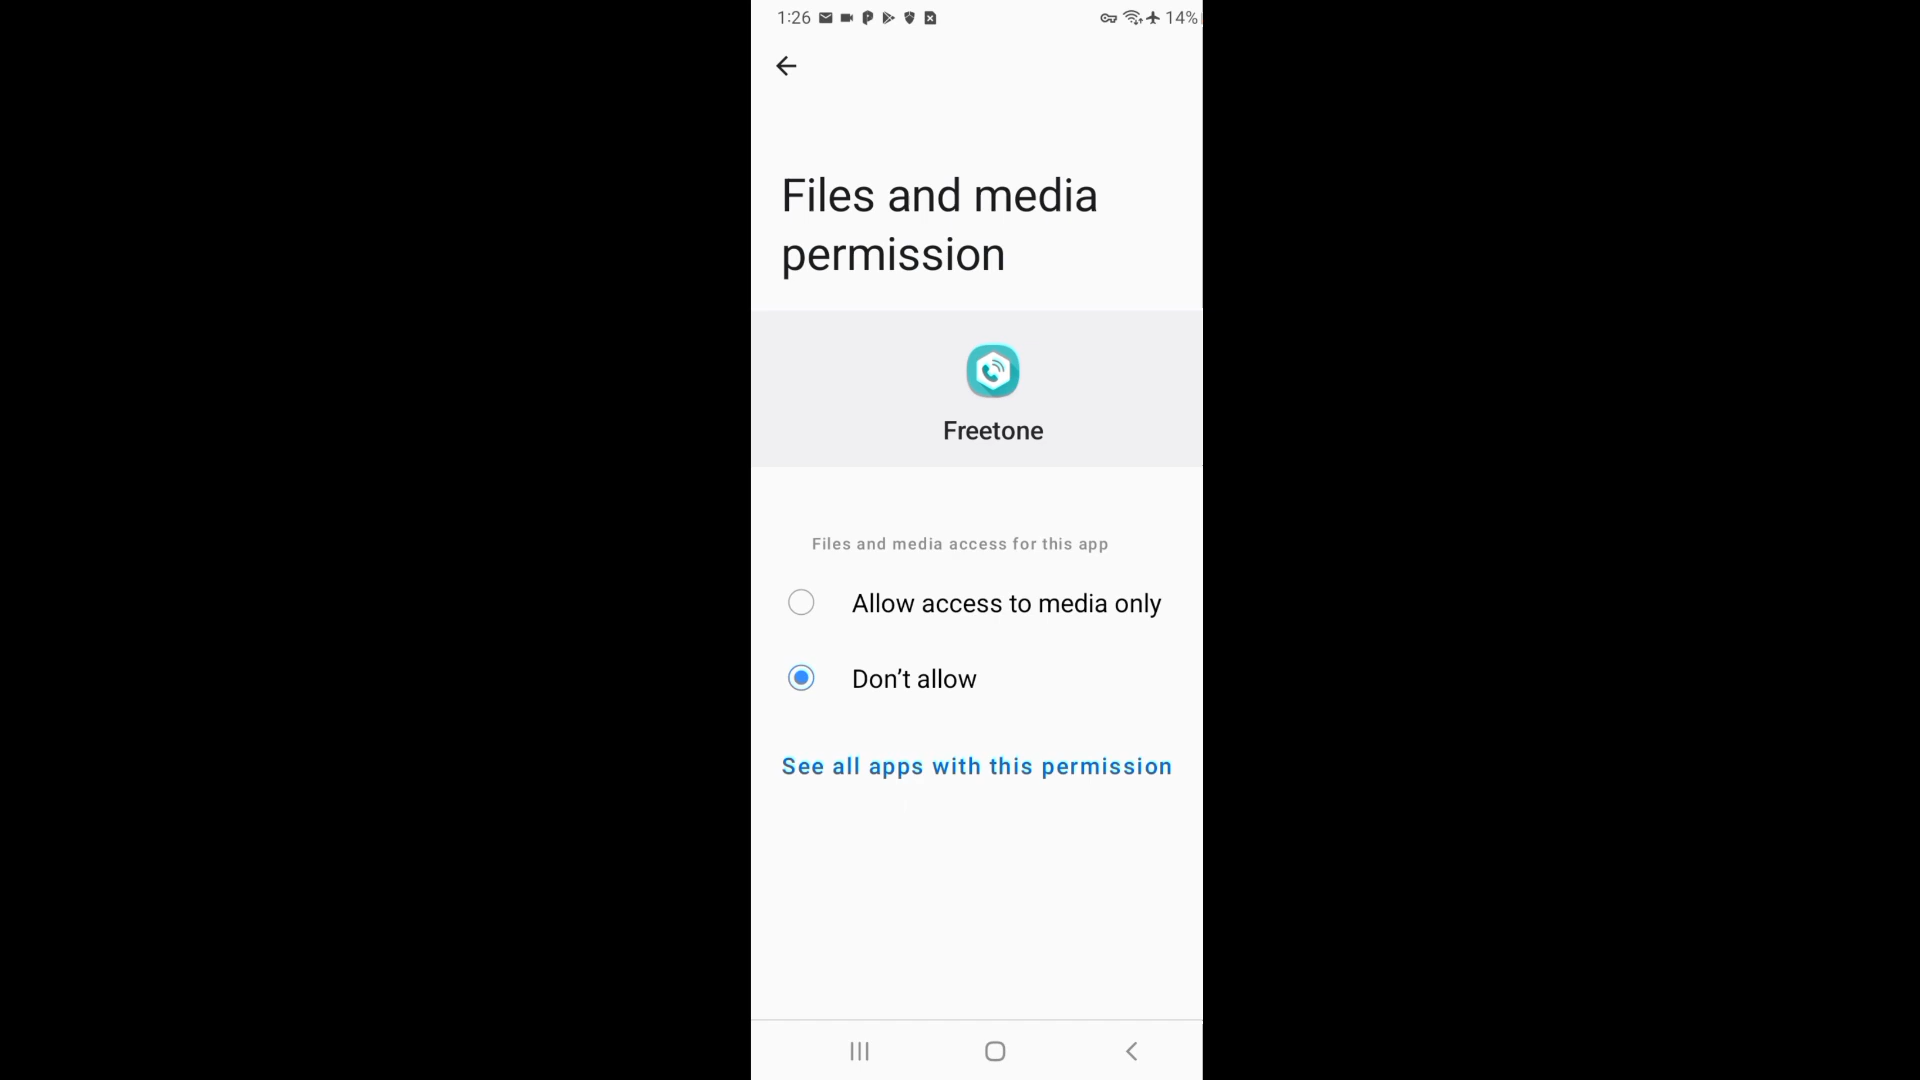 1:26 14%
Files and media
permission
Freetone
Files and media access for this app
Allow access to media only
Don’t allow
See all apps with this permission